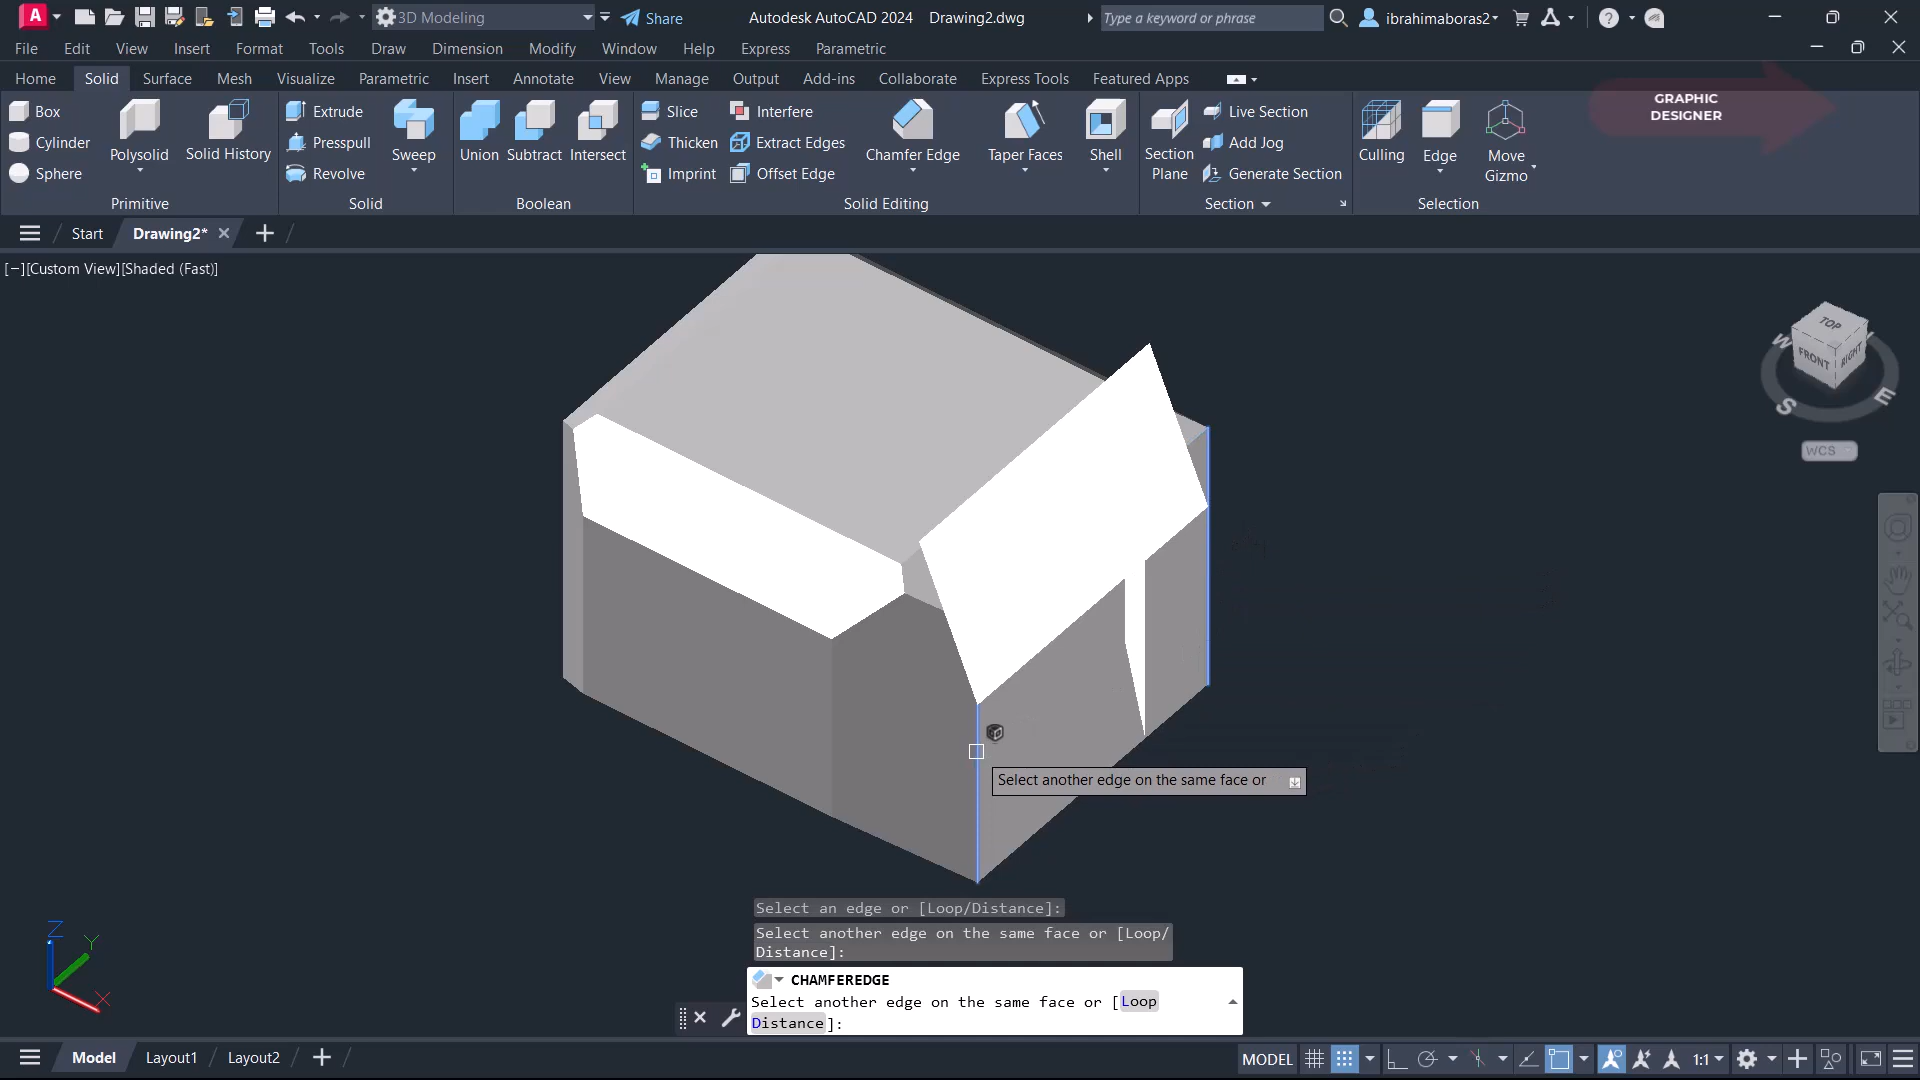 A 3D Modeling Share Autodesk AutoCAD 2024 Drawing2.dwg Type a keyword or phrase ibrahimaboras2
File Edit View Insert Format Tools Draw Dimension Modify Window Help Express Parametric
Home Solid Surface Mesh Visualize Parametric Insert Annotate View Manage Output Add-ins Collaborate Express Tools Featured Apps
GRAPHIC
DESIGNER
Box Extrude Slice Interfere Live Section
Cylinder Presspull Thicken Extract Edges Add Jog
Polysolid Solid History Sweep Union Subtract Intersect Chamfer Edge Taper Faces Shell Section
Plane Culling Edge Move
Gizmo
Sphere Revolve Imprint Offset Edge Generate Section
Primitive Solid Boolean Solid Editing Section Selection
Start Drawing2*
[−][Custom View][Shaded (Fast)]
TOP
FRONT RIGHT
W
S E
WCS
Select another edge on the same face or
Select an edge or [Loop/Distance]:
Select another edge on the same face or [Loop/
Distance]:
CHAMFEREDGE
Select another edge on the same face or [Loop
Distance]:
Z
Y
X
Model Layout1 Layout2 MODEL 1:1